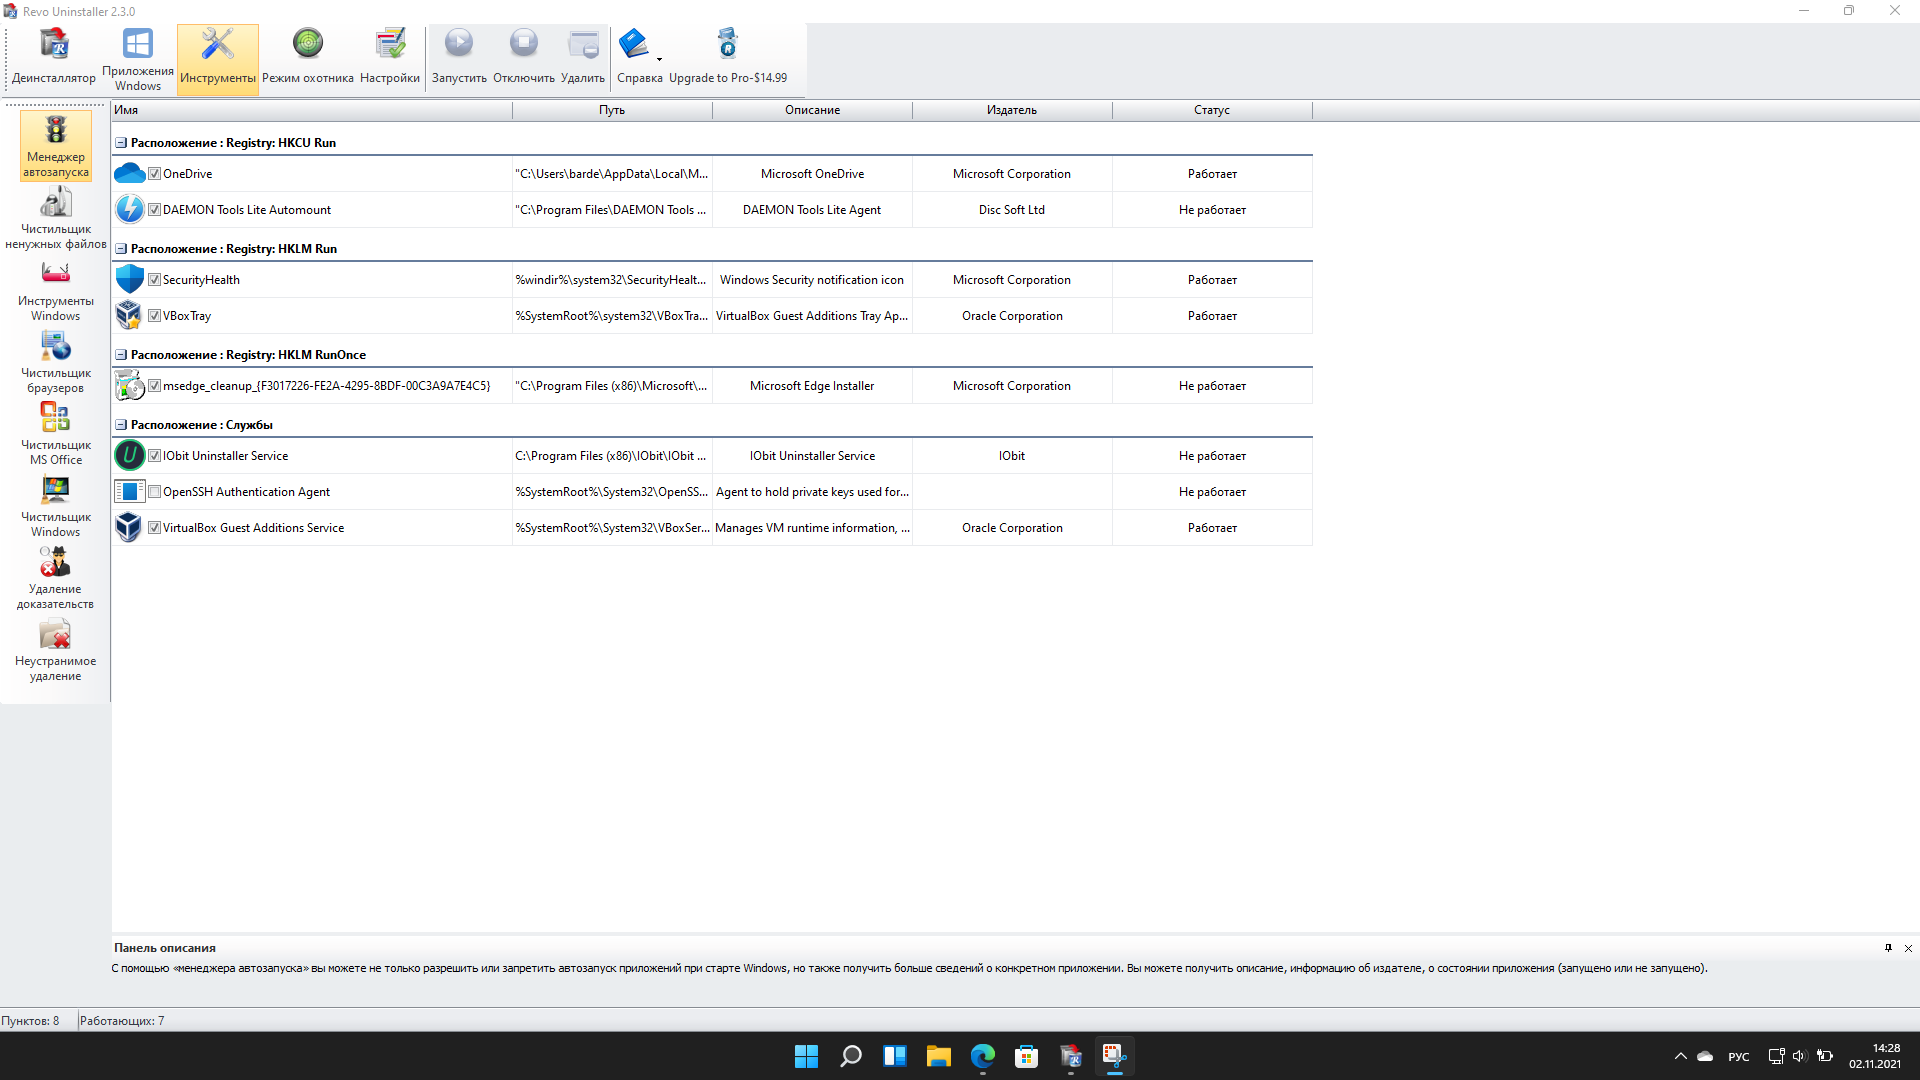 Revo Uninstaller 2.3.0
Деинсталлятор
Приложения
Wndows
Инструменты
Режим охотника
Настройки
Запустить
Отключить
Удалить
Справка
Upgrade to Pro-$14.99
Менеджер
автозапуска
Чистильщик
ненужных файлов
Инструменты
Windows
Чистильщик
браузеров
Чистильщик
MS Office
Чистильщик
Windows
Удаление
доказательств
Неустранимое
удаление
Имя Путь Описание Издатель Статус
Расположение : Registry: HKCU Run
OneDrive "C:\Users\barde\AppData\Local\M... Microsoft OneDrive Microsoft Corporation Работает
DAEMON Tools Lite Automount "C:\Program Files\DAEMON Tools ... DAEMON Tools Lite Agent Disc Soft Ltd Не работает
Расположение : Registry: HKLM Run
SecurityHealth %windir%\system32\SecurityHealt... Windows Security notification icon Microsoft Corporation Работает
VBoxTray %SystemRoot%\system32\VBoxTra... VirtualBox Guest Additions Tray Ap... Oracle Corporation Работает
Расположение : Registry: HKLM RunOnce
msedge_cleanup_{F3017226-FE2A-4295-8BDF-00C3A9A7E4C5} "C:\Program Files (x86)\Microsoft\... Microsoft Edge Installer Microsoft Corporation Не работает
Расположение : Службы
IObit Uninstaller Service C:\Program Files (x86)\IObit\IObit ... IObit Uninstaller Service IObit Не работает
OpenSSH Authentication Agent %SystemRoot%\System32\OpenSS... Agent to hold private keys used for... Не работает
VirtualBox Guest Additions Service %SystemRoot%\System32\VBoxSer... Manages VM runtime information, ... Oracle Corporation Работает
Панель описания
С помощью «менеджера автозапуска» вы можете не только разрешить или запретить автозапуск приложений при старте Windows, но также получить больше сведений о конкретном приложении. Вы можете получить описание, информацию об издателе, о состоянии приложения (запущено или не запущено).
Пунктов: 8 Работающих: 7
РУС
14:28
02.11.2021